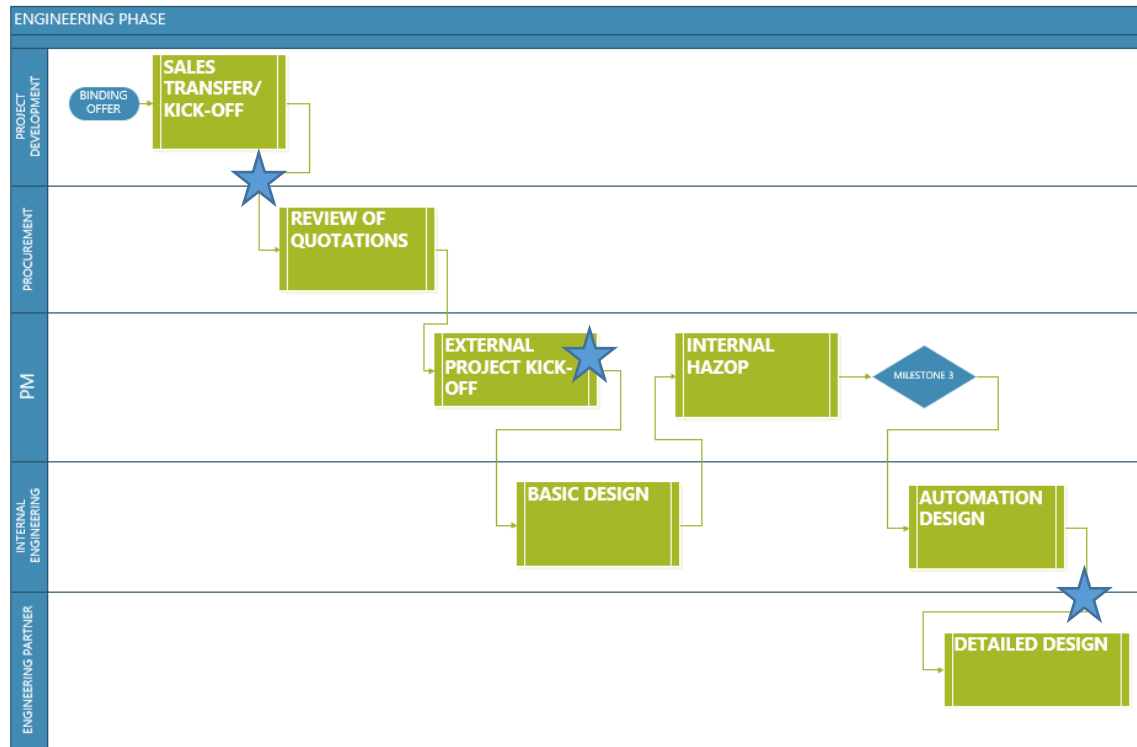 ENGINEERING PHASE
PROJECT
DEVELOPMENT
BINDING
OFFER
SALES
TRANSFER/
KICK-OFF
PROCUREMENT
REVIEW OF
QUOTATIONS
PM
EXTERNAL
PROJECT KICK-
OFF
INTERNAL
HAZOP
MILESTONE 3
INTERNAL
ENGINEERING
BASIC DESIGN
AUTOMATION
DESIGN
ENGINEERING PARTNER
DETAILED DESIGN